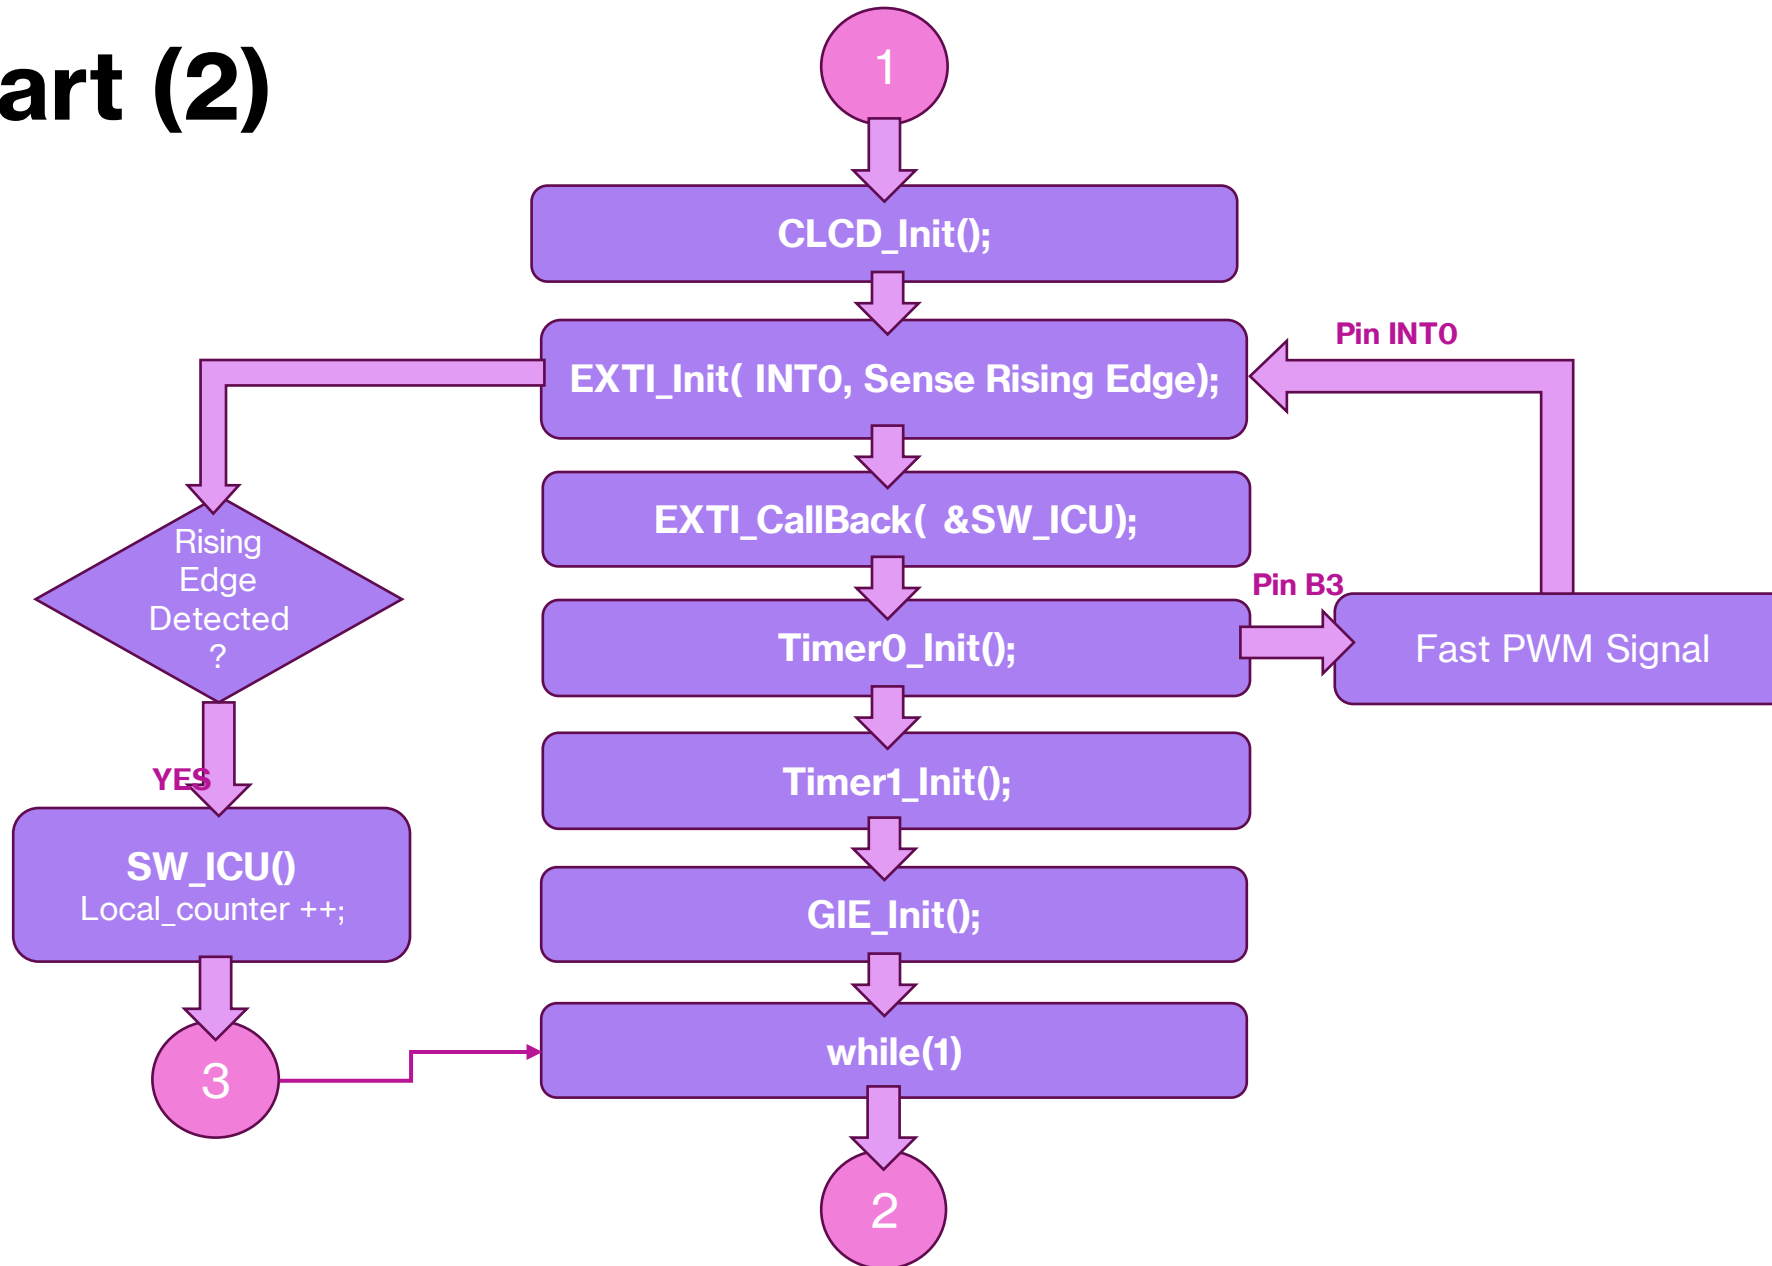 art (2)
1
CLCD_Init();
Pin INT0
EXTI_Init( INT0, Sense Rising Edge);
EXTI_CallBack( &SW_ICU);
Rising
Edge
Detected
?
Pin B3
Timer0_Init();
Fast PWM Signal
Timer1_Init();
YES
SW_ICU()
Local_counter ++;
GIE_Init();
while(1)
3
2